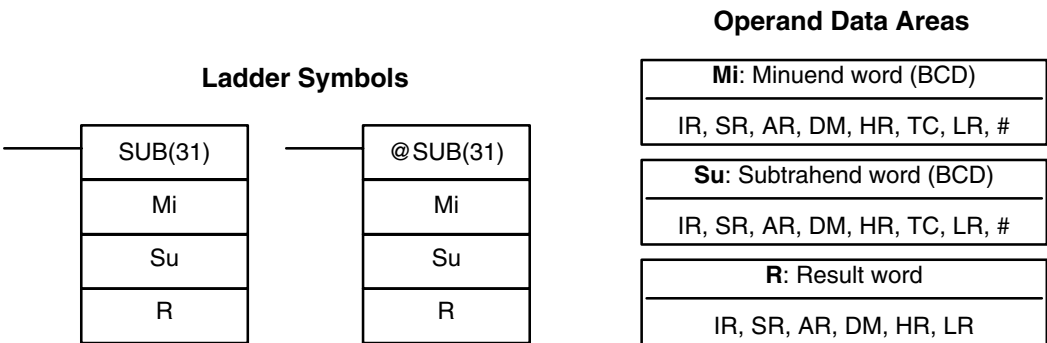 Operand Data Areas
Ladder Symbols
Mi: Minuend word (BCD)
IR, SR, AR, DM, HR, TC, LR, #
SUB(31)
@SUB(31)
Mi
Mi
Su
Su
R
R
Su: Subtrahend word (BCD)
IR, SR, AR, DM, HR, TC, LR, #
R: Result word
IR, SR, AR, DM, HR, LR